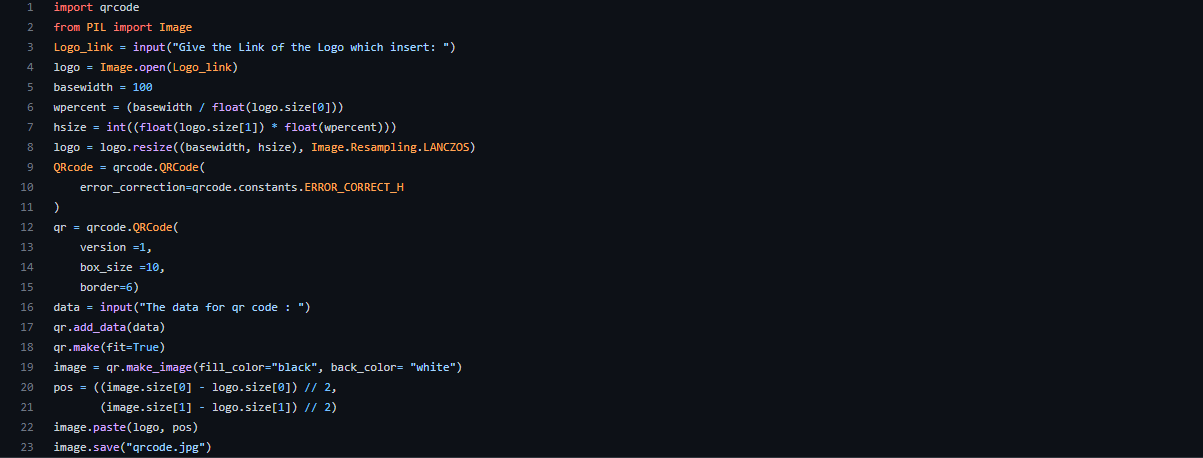 1 import qrcode
2 from PIL import Image
3 Logo_link = input("Give the Link of the Logo which insert: ")
4 logo = Image.open(Logo_link)
5 basewidth = 100
6 wpercent = (basewidth / float(logo.size[0]))
7 hsize = int((float(logo.size[1]) * float(wpercent)))
8 logo = logo.resize((basewidth, hsize), Image.Resampling.LANCZOS)
9 QRcode = qrcode.QRCode(
10     error_correction=qrcode.constants.ERROR_CORRECT_H
11 )
12 qr = qrcode.QRCode(
13     version =1,
14     box_size =10,
15     border=6)
16 data = input("The data for qr code : ")
17 qr.add_data(data)
18 qr.make(fit=True)
19 image = qr.make_image(fill_color="black", back_color= "white")
20 pos = ((image.size[0] - logo.size[0]) // 2,
21        (image.size[1] - logo.size[1]) // 2)
22 image.paste(logo, pos)
23 image.save("qrcode.jpg")